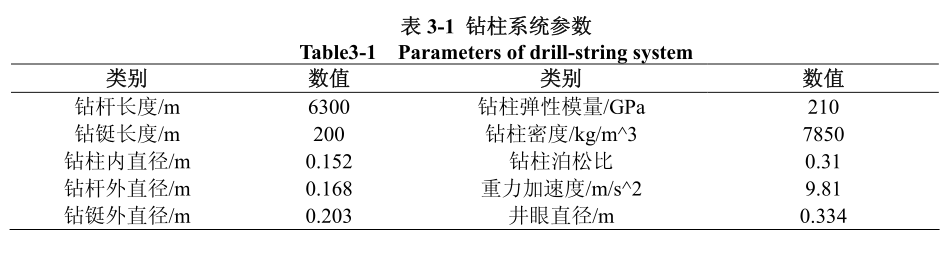 表 3-1 钻柱系统参数
Table3-1 Parameters of drill-string system
类别 数值 类别 数值
钻杆长度/m 6300 钻柱弹性模量/GPa 210
钻铤长度/m 200 钻柱密度/kg/m^3 7850
钻柱内直径/m 0.152 钻柱泊松比 0.31
钻杆外直径/m 0.168 重力加速度/m/s^2 9.81
钻铤外直径/m 0.203 井眼直径/m 0.334